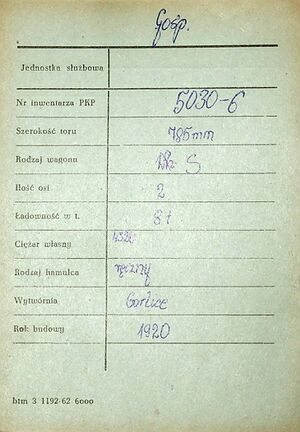 Gosp.
Jednostka służbowa
Nr inwentarza PKP 5030-6
Szerokość toru 785mm
Rodzaj wagonu S
Ilość osi 2
Ładowność w t. 8 t
Ciężar własny
Rodzaj hamulca ręczny
Wytwórnia Gorlice
Rok budowy 1920
htm 3 1192-62 6000